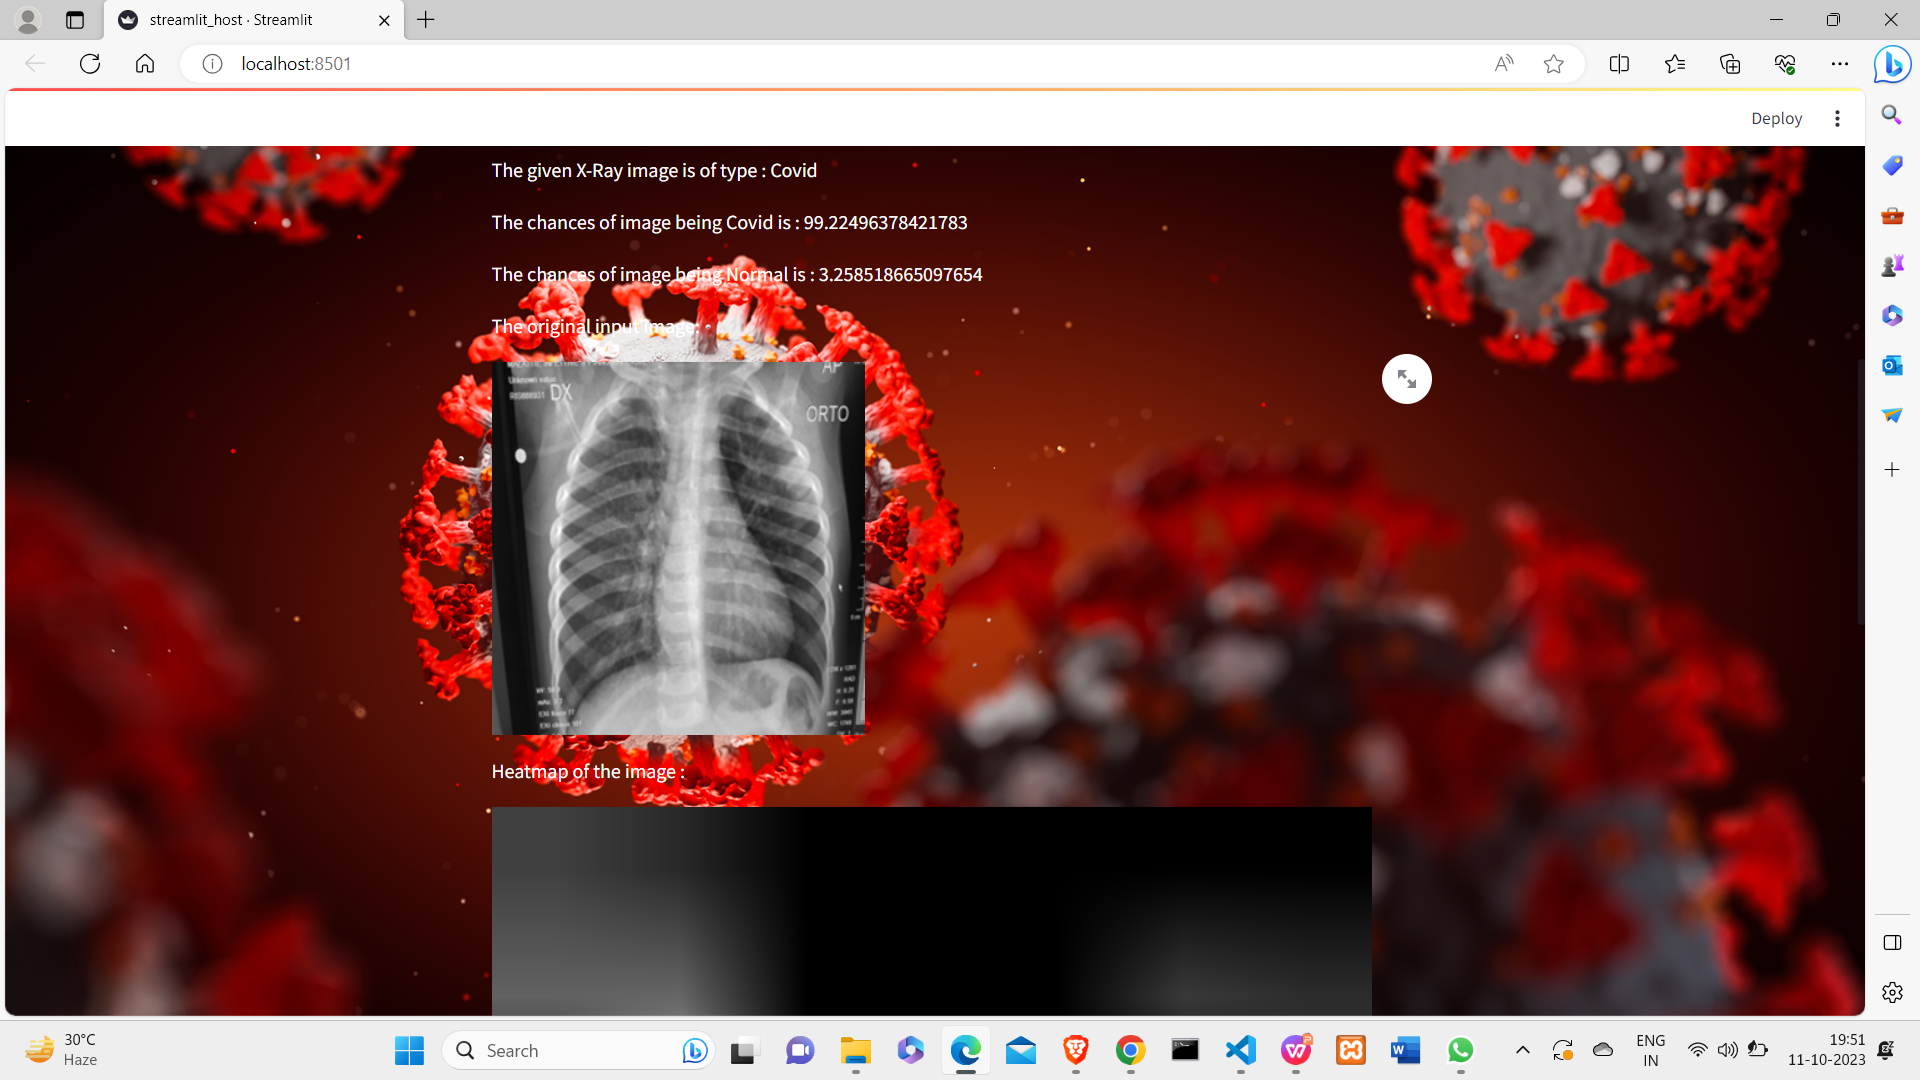 streamlit_host · Streamlit
localhost:8501
Deploy
The given X-Ray image is of type : Covid
The chances of image being Covid is : 99.22496378421783
The chances of image being Normal is : 3.258518665097654
The original input image:
Unknown value
DX
AP
ORTO
Heatmap of the image :
30°C
Haze
Search
ENG
IN
19:51
11-10-2023